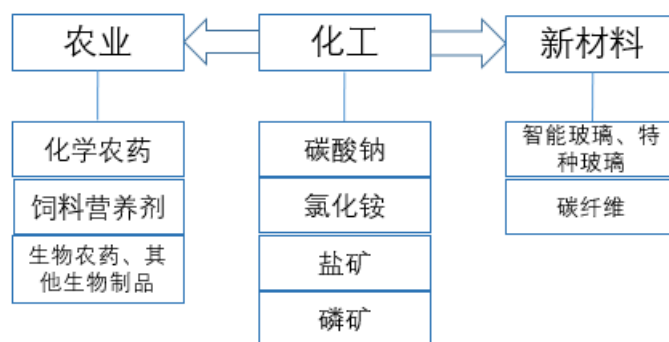 农业
化工
新材料
化学农药
饲料营养剂
生物农药、其
他生物制品
碳酸钠
氯化铵
盐矿
磷矿
智能玻璃、特
种玻璃
碳纤维